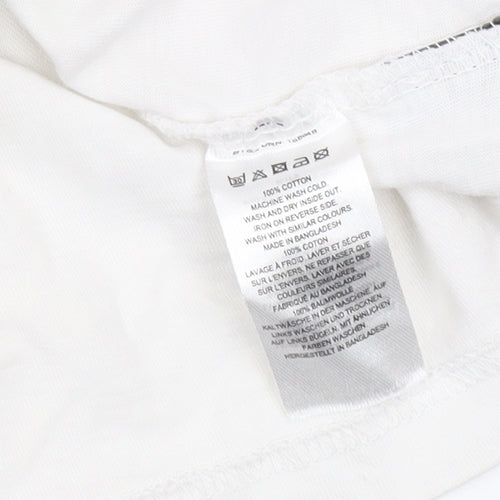 30
100% COTTON
MACHINE WASH COLD
WASH AND DRY INSIDE OUT.
IRON ON REVERSE SIDE.
WASH WITH SIMILAR COLOURS.
MADE IN BANGLADESH
100% COTON
LAVAGE À FROID, LAVER ET SÉCHER
SUR L'ENVERS, NE REPASSER QUE
SUR L'ENVERS. LAVER AVEC DES
COULEURS SIMILAIRES.
FABRIQUÉ AU BANGLADESH
100% BAUMWOLLE
KALTWÄSCHE IN DER MASCHINE. AUF
LINKS WASCHEN UND TROCKNEN.
AUF LINKS BÜGELN. MIT ÄHNLICHEN
FARBEN WASCHEN
HERGESTELLT IN BANGLADESH